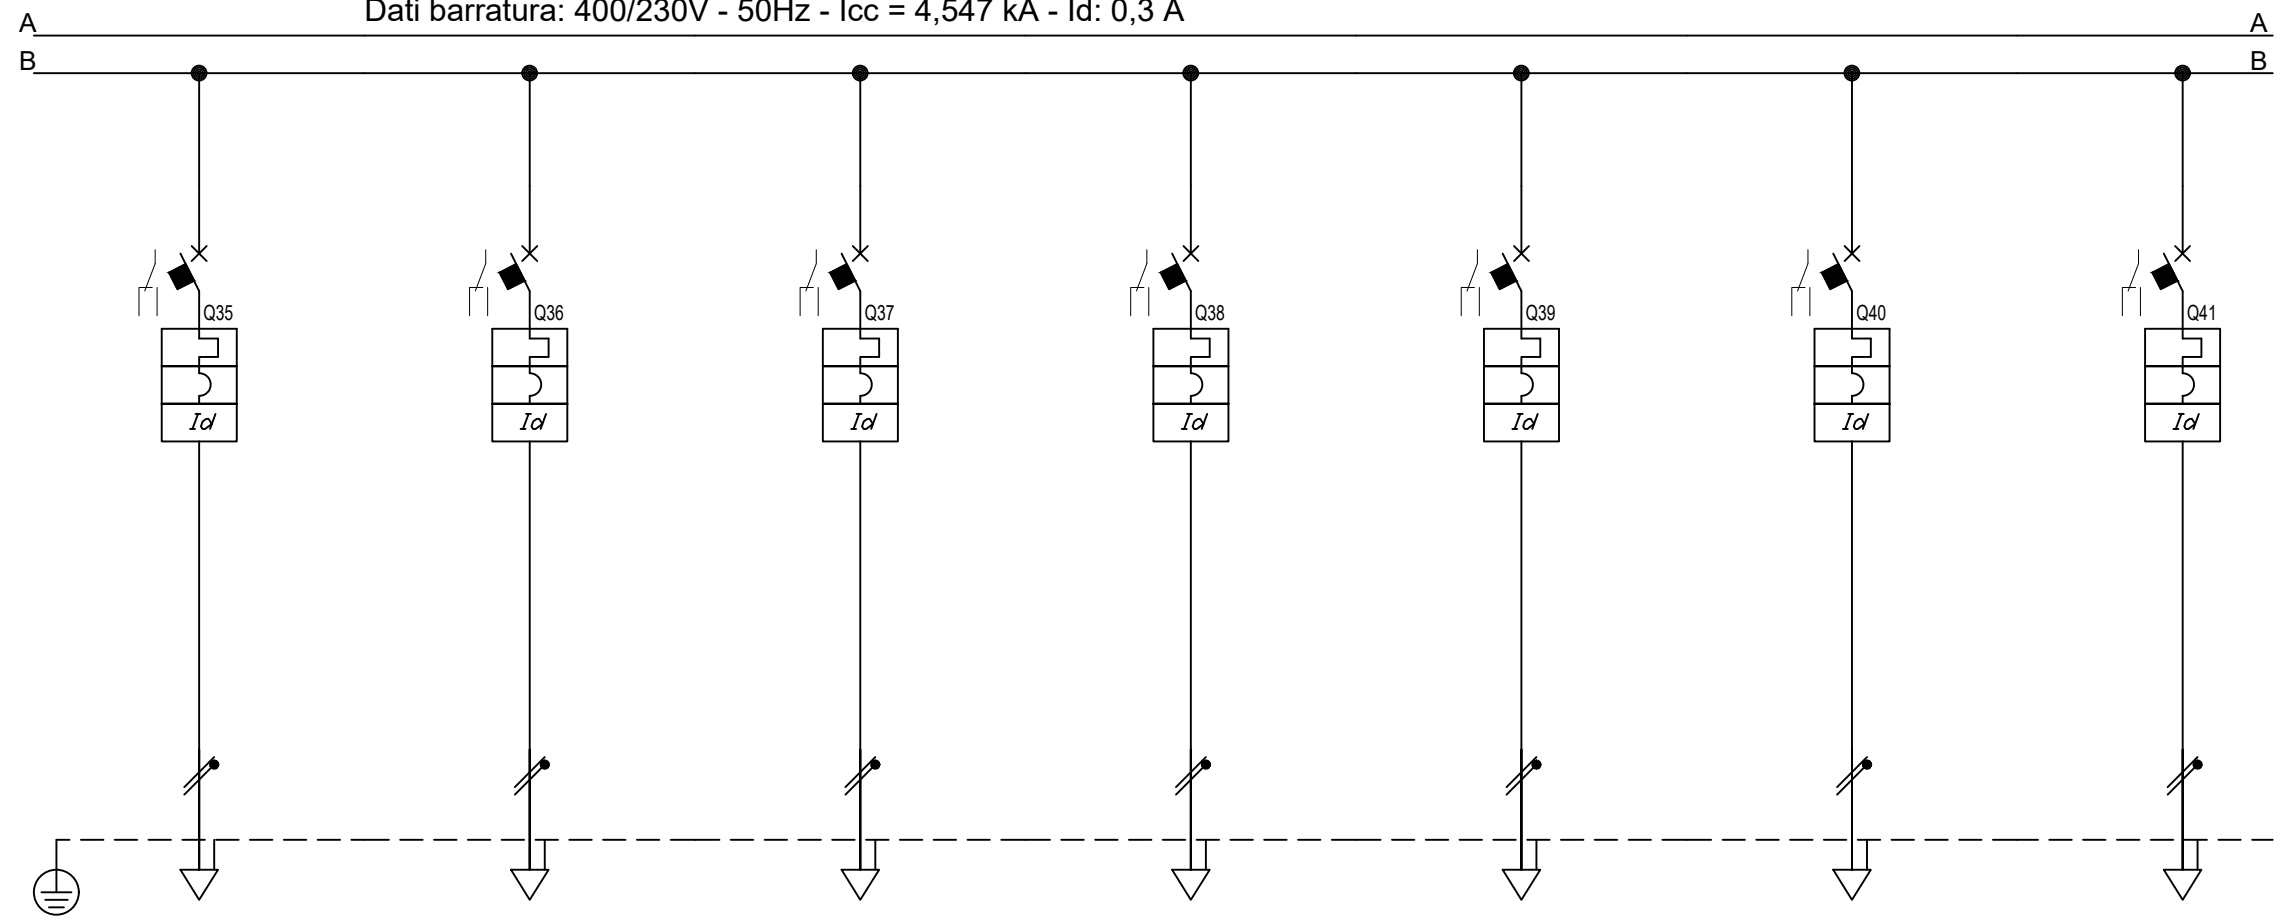 Dati barratura: 400/230V - 50Hz - Icc = 4,547 kA - Id: 0,3 A
A A
B B
Q35 Q36 Q37 Q38 Q39 Q40 Q41
Id Id Id Id Id Id Id